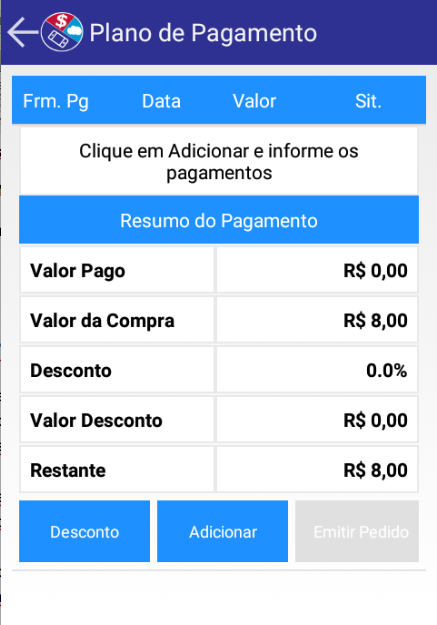 Plano de Pagamento
Frm. Pg Data Valor Sit.
Clique em Adicionar e informe os
pagamentos
Resumo do Pagamento
Valor Pago R$ 0,00
Valor da Compra R$ 8,00
Desconto 0.0%
Valor Desconto R$ 0,00
Restante R$ 8,00
Desconto Adicionar Emitir Pedido